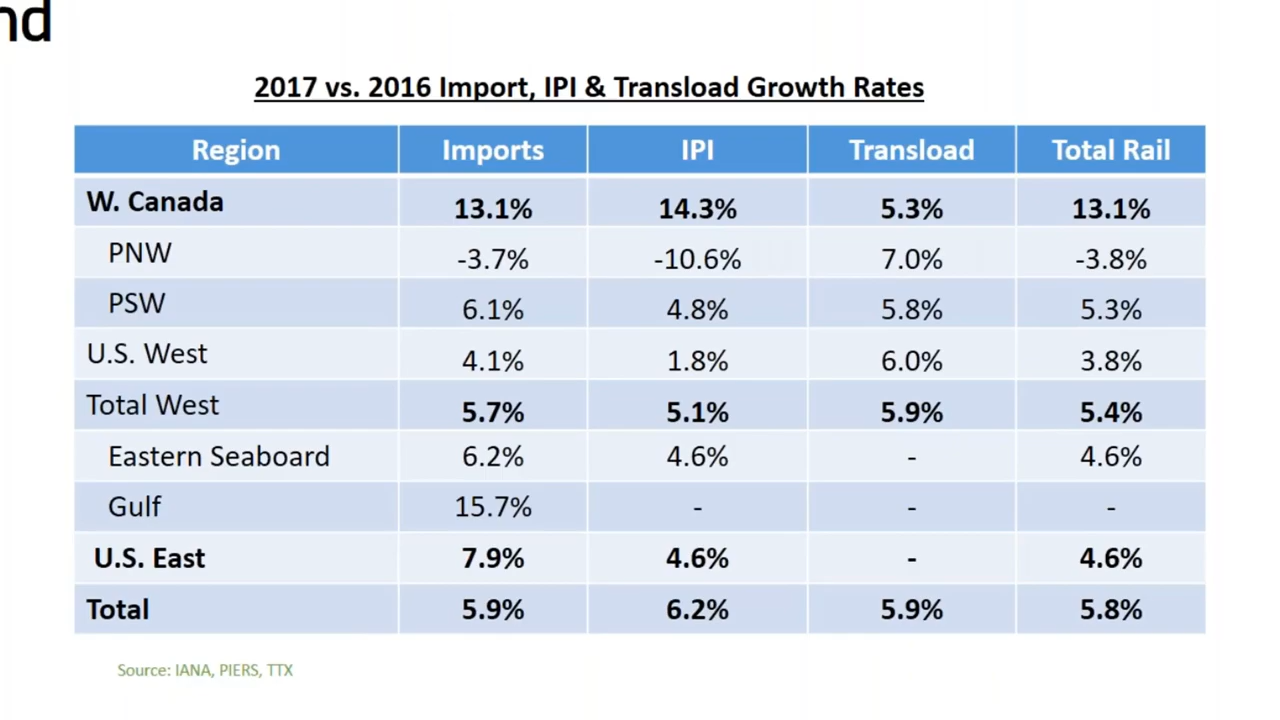 nd
2017 vs. 2016 Import, IPI & Transload Growth Rates
Region Imports IPI Transload Total Rail
W. Canada 13.1% 14.3% 5.3% 13.1%
PNW -3.7% -10.6% 7.0% -3.8%
PSW 6.1% 4.8% 5.8% 5.3%
U.S. West 4.1% 1.8% 6.0% 3.8%
Total West 5.7% 5.1% 5.9% 5.4%
Eastern Seaboard 6.2% 4.6% - 4.6%
Gulf 15.7% - - -
U.S. East 7.9% 4.6% - 4.6%
Total 5.9% 6.2% 5.9% 5.8%
Source: IANA, PIERS, TTX